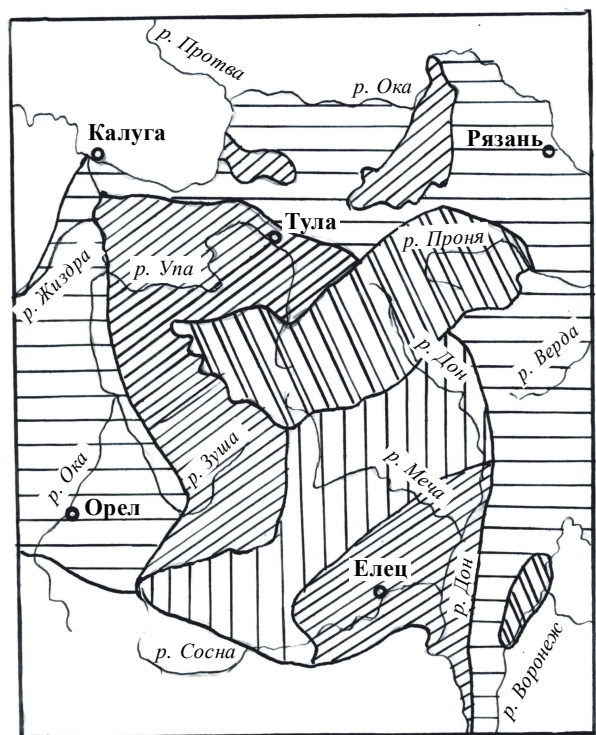 р. Протва
р. Ока
Калуга
Рязань
Тула
р. Проня
р. Упа
р. Жиздра
р. Дон
р. Верда
р. Зуша
р. Меча
р. Ока
Орел
Елец
р. Дон
р. Сосна
р. Воронеж